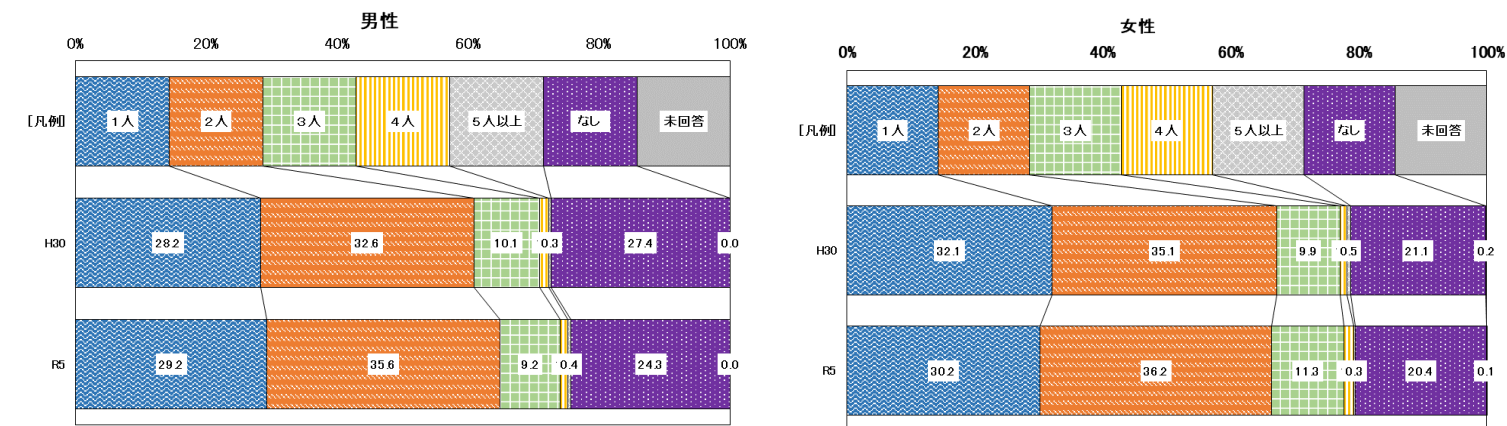 男性
0% 20% 40% 60% 80% 100%
[凡例] 1人 2人 3人 4人 5人以上 なし 未回答
H30 28.2 32.6 10.1 0.3 27.4 0.0
R5 29.2 35.6 9.2 0.4 24.3 0.0
女性
0% 20% 40% 60% 80% 100%
[凡例] 1人 2人 3人 4人 5人以上 なし 未回答
H30 32.1 35.1 9.9 0.5 21.1 0.2
R5 30.2 36.2 11.3 0.3 20.4 0.1